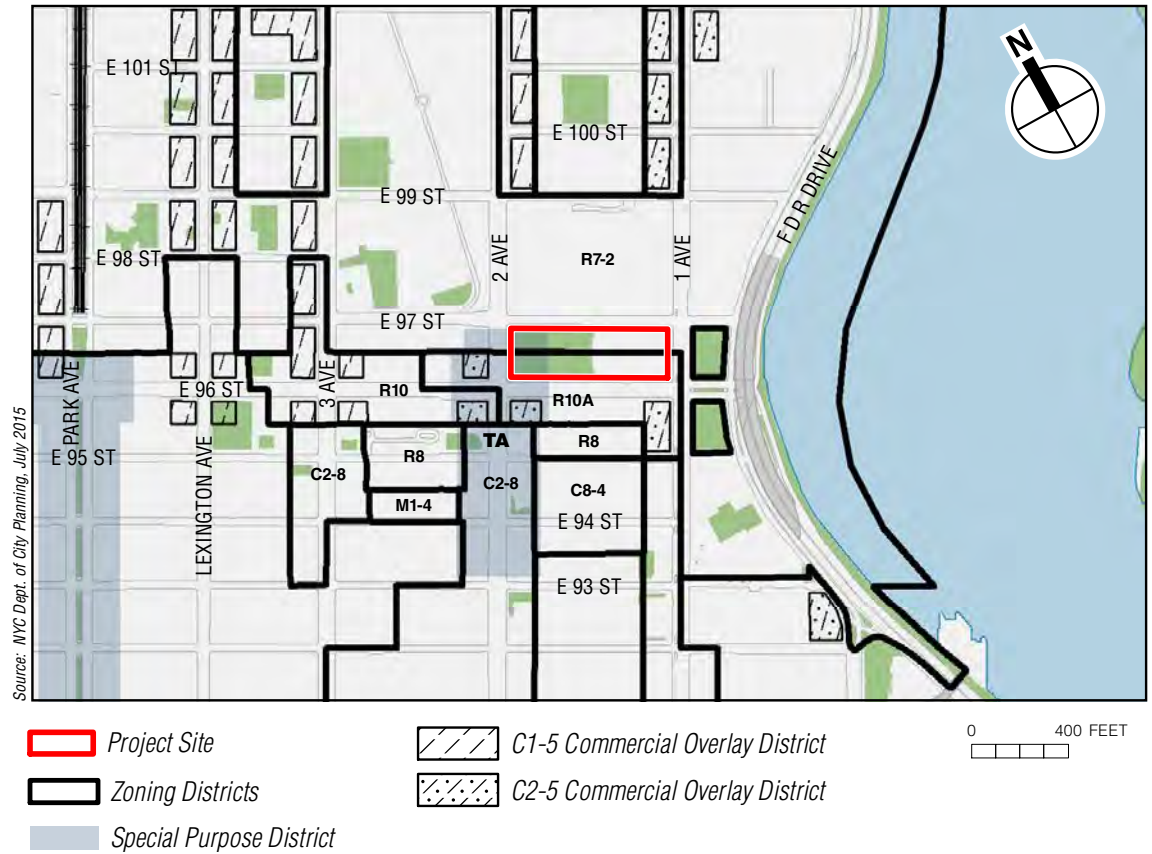 N
E 101 ST
E 100 ST
F D R DRIVE
E 99 ST
2 AVE
1 AVE
E 98 ST
R7-2
E 97 ST
PARK AVE
3 AVE
E 96 ST
R10
R10A
LEXINGTON AVE
TA
R8
E 95 ST
R8
C2-8
C2-8
C8-4
M1-4
E 94 ST
E 93 ST
Source: NYC Dept. of City Planning, July 2015
Project Site
C1-5 Commercial Overlay District
0 400 FEET
Zoning Districts
C2-5 Commercial Overlay District
Special Purpose District